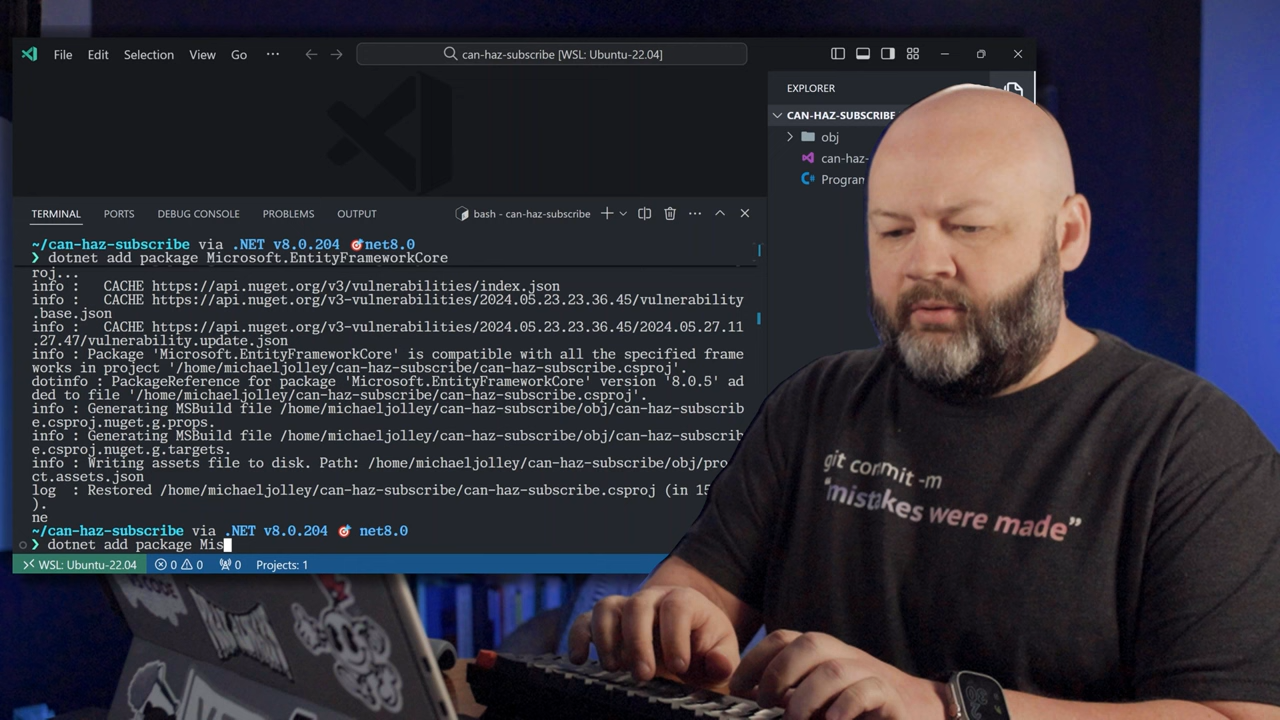 File Edit Selection View Go ··· can-haz-subscribe [WSL: Ubuntu-22.04]
EXPLORER
CAN-HAZ-SUBSCRIBE
obj
can-haz-
Program
TERMINAL PORTS DEBUG CONSOLE PROBLEMS OUTPUT bash - can-haz-subscribe
~/can-haz-subscribe via .NET v8.0.204 🎯net8.0
❯ dotnet add package Microsoft.EntityFrameworkCore
roj...
info :   CACHE https://api.nuget.org/v3/vulnerabilities/index.json
info :   CACHE https://api.nuget.org/v3-vulnerabilities/2024.05.23.23.36.45/vulnerability
.base.json
info :   CACHE https://api.nuget.org/v3-vulnerabilities/2024.05.23.23.36.45/2024.05.27.11
.27.47/vulnerability.update.json
info : Package 'Microsoft.EntityFrameworkCore' is compatible with all the specified frame
works in project '/home/michaeljolley/can-haz-subscribe/can-haz-subscribe.csproj'.
dotinfo : PackageReference for package 'Microsoft.EntityFrameworkCore' version '8.0.5' ad
ded to file '/home/michaeljolley/can-haz-subscribe/can-haz-subscribe.csproj'.
info : Generating MSBuild file /home/michaeljolley/can-haz-subscribe/obj/can-haz-subscrib
e.csproj.nuget.g.props.
info : Generating MSBuild file /home/michaeljolley/can-haz-subscribe/obj/can-haz-subscrib
e.csproj.nuget.g.targets.
info : Writing assets file to disk. Path: /home/michaeljolley/can-haz-subscribe/obj/pro
ct.assets.json
log  : Restored /home/michaeljolley/can-haz-subscribe/can-haz-subscribe.csproj (in 15
).
ne
~/can-haz-subscribe via .NET v8.0.204 🎯 net8.0
❯ dotnet add package Mis
WSL: Ubuntu-22.04 0 0 0 Projects: 1
git commit -m
"mistakes were made"